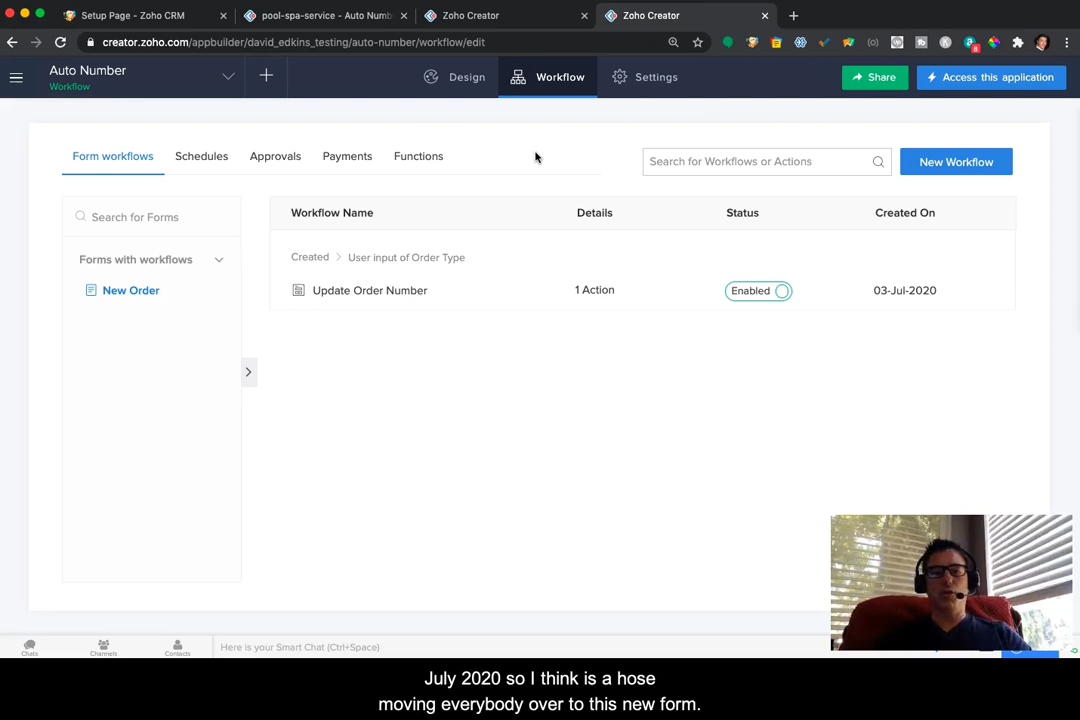 Setup Page - Zoho CRM
pool-spa-service - Auto Numb
Zoho Creator
Zoho Creator
creator.zoho.com/appbuilder/david_edkins_testing/auto-number/workflow/edit
Auto Number
Workflow
Design
Workflow
Settings
Share
Access this application
Form workflows
Schedules
Approvals
Payments
Functions
Search for Workflows or Actions
New Workflow
Search for Forms
Workflow Name
Details
Status
Created On
Forms with workflows
Created
User input of Order Type
New Order
Update Order Number
1 Action
Enabled
03-Jul-2020
Chats
Channels
Contacts
Here is your Smart Chat (Ctrl+Space)
July 2020 so I think is a hose
moving everybody over to this new form.